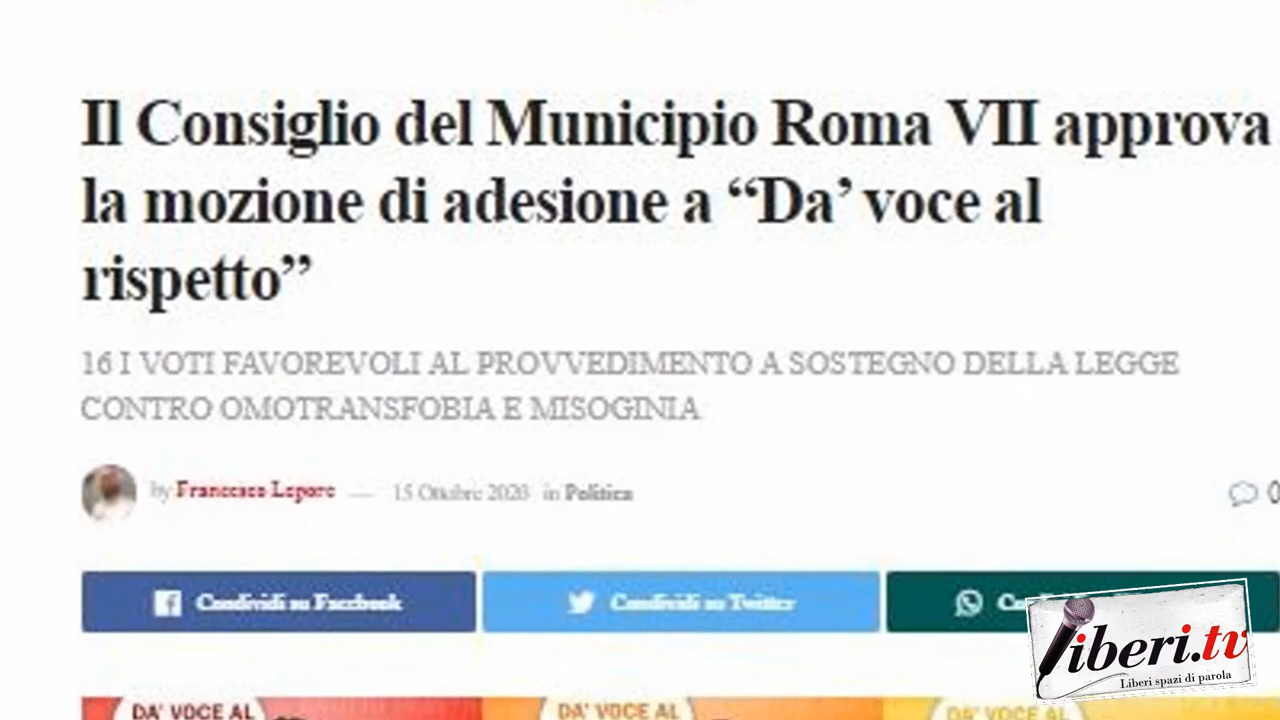 Il Consiglio del Municipio Roma VII approva
la mozione di adesione a “Da’ voce al
rispetto”
16 I VOTI FAVOREVOLI AL PROVVEDIMENTO A SOSTEGNO DELLA LEGGE
CONTRO OMOTRANSFOBIA E MISOGINIA
by Francesco Lepore — 15 Ottobre 2020 in Politica 0
Condividi su Facebook Condividi su Twitter
liberi.tv
Liberi spazi di parola
DA' VOCE AL DA' VOCE AL DA' VOCE AL